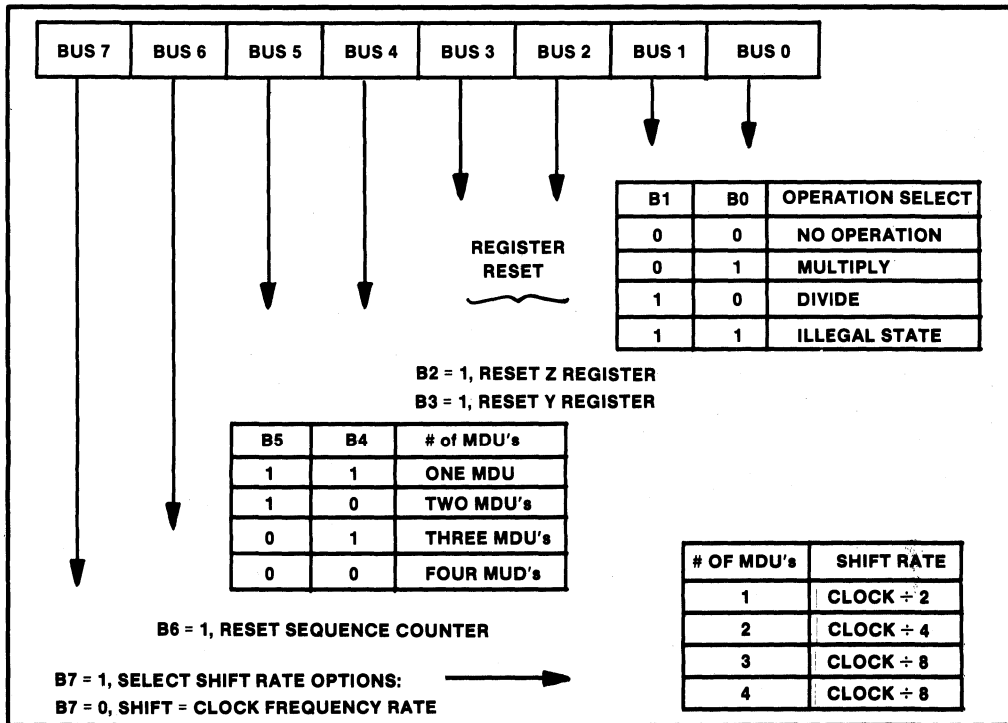 BUS 7 BUS 6 BUS 5 BUS 4 BUS 3 BUS 2 BUS 1 BUS 0
B1 B0 OPERATION SELECT
0 0 NO OPERATION
0 1 MULTIPLY
1 0 DIVIDE
1 1 ILLEGAL STATE
REGISTER
RESET
B2 = 1, RESET Z REGISTER
B3 = 1, RESET Y REGISTER
B5 B4 # of MDU's
1 1 ONE MDU
1 0 TWO MDU's
0 1 THREE MDU's
0 0 FOUR MUD's
# OF MDU's SHIFT RATE
1 CLOCK ÷ 2
2 CLOCK ÷ 4
3 CLOCK ÷ 8
4 CLOCK ÷ 8
B6 = 1, RESET SEQUENCE COUNTER
B7 = 1, SELECT SHIFT RATE OPTIONS:
B7 = 0, SHIFT = CLOCK FREQUENCY RATE